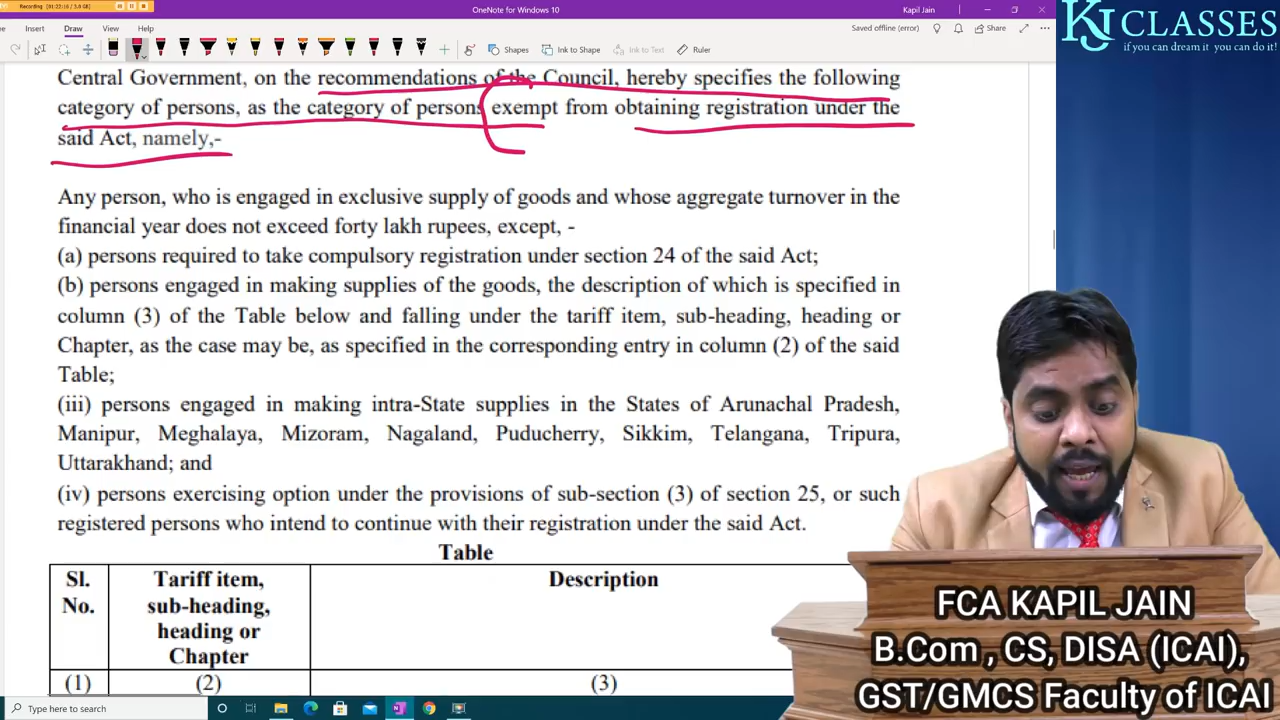 Recording [01:22:16 / 5.0 GB]
OneNote for Windows 10
Kapil Jain
Insert Draw View Help
Saved offline (error)
Share
Shapes
Ink to Shape
Ink to Text
Ruler
KJ CLASSES
if you can dream it you can do it!
Central Government, on the recommendations of the Council, hereby specifies the following
category of persons, as the category of persons exempt from obtaining registration under the
said Act, namely,-
Any person, who is engaged in exclusive supply of goods and whose aggregate turnover in the
financial year does not exceed forty lakh rupees, except, -
(a) persons required to take compulsory registration under section 24 of the said Act;
(b) persons engaged in making supplies of the goods, the description of which is specified in
column (3) of the Table below and falling under the tariff item, sub-heading, heading or
Chapter, as the case may be, as specified in the corresponding entry in column (2) of the said
Table;
(iii) persons engaged in making intra-State supplies in the States of Arunachal Pradesh,
Manipur, Meghalaya, Mizoram, Nagaland, Puducherry, Sikkim, Telangana, Tripura,
Uttarakhand; and
(iv) persons exercising option under the provisions of sub-section (3) of section 25, or such
registered persons who intend to continue with their registration under the said Act.
Table
Sl.
No.
Tariff item,
sub-heading,
heading or
Chapter
Description
(1) (2) (3)
FCA KAPIL JAIN
B.Com , CS, DISA (ICAI),
GST/GMCS Faculty of ICAI
Type here to search